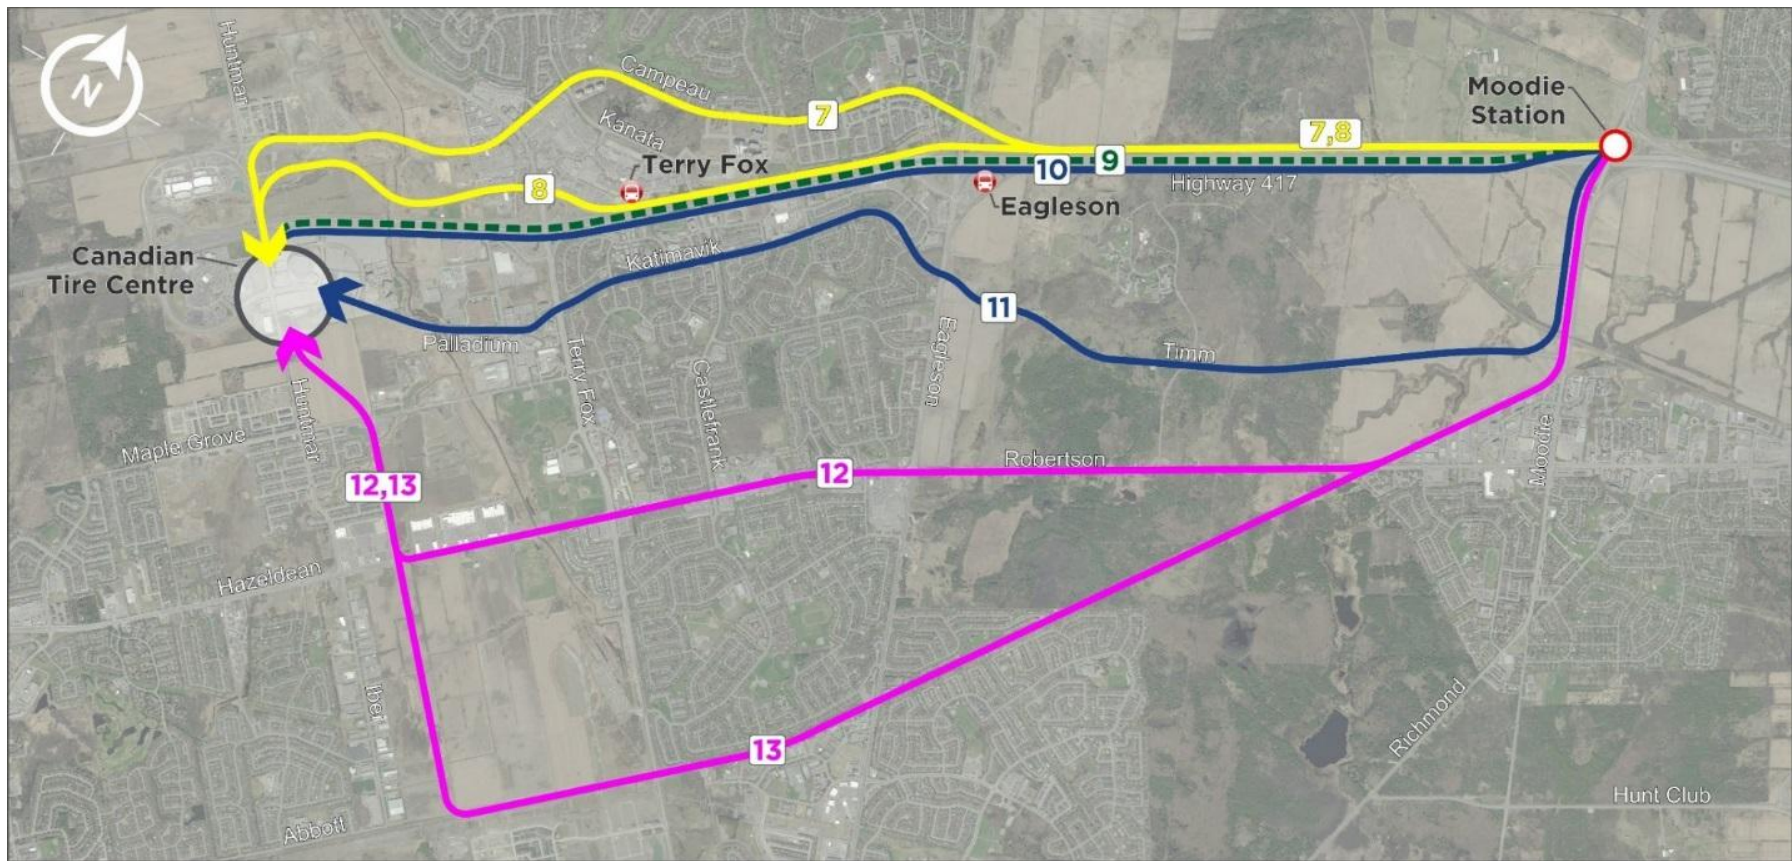 N
Huntmar
Campeau
Kanata
7
7,8
Moodie
Station
Terry Fox
8
10
9
Highway 417
Eagleson
Canadian
Tire Centre
Katimavik
11
Palladium
Timm
Terry Fox
Castlefrank
Eagleson
Huntmar
Maple Grove
12,13
12
Robertson
Moodie
Hazeldean
Iber
13
Richmond
Abbott
Hunt Club